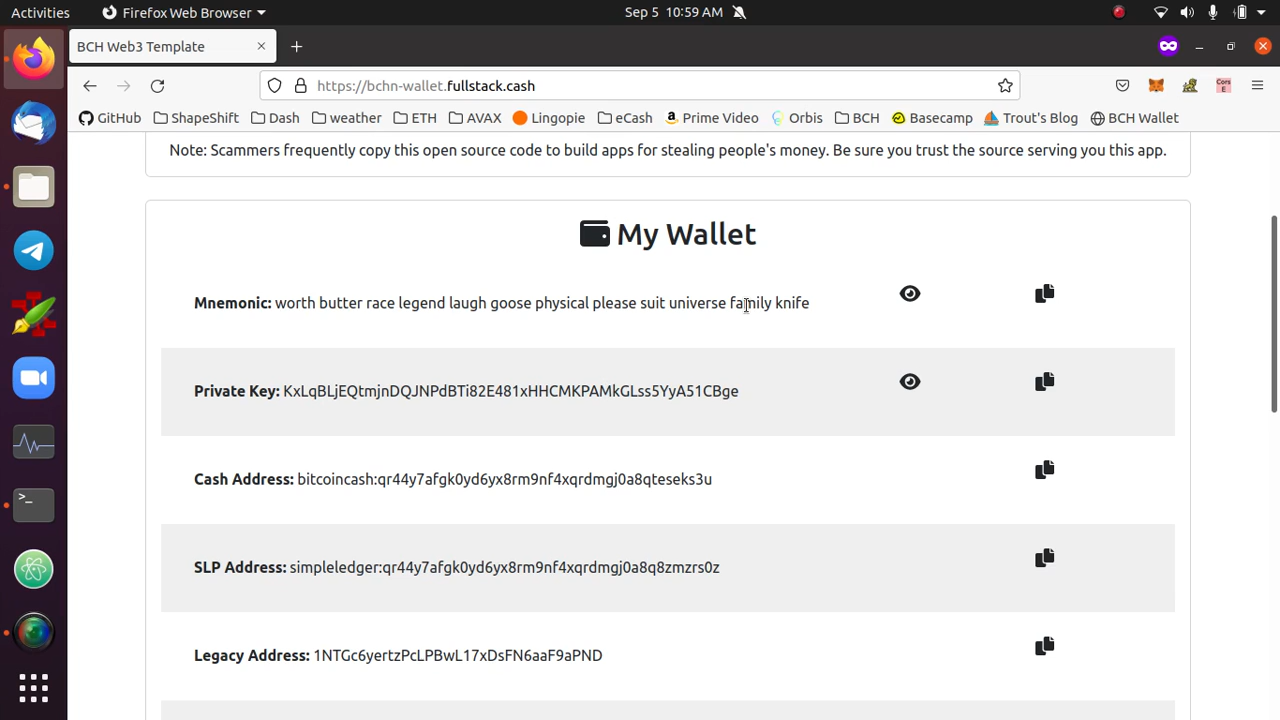 Activities
Firefox Web Browser
Sep 5 10:59 AM
BCH Web3 Template
https://bchn-wallet.fullstack.cash
Cors
E
GitHub
ShapeShift
Dash
weather
ETH
AVAX
Lingopie
eCash
Prime Video
Orbis
BCH
Basecamp
Trout's Blog
BCH Wallet
Note: Scammers frequently copy this open source code to build apps for stealing people's money. Be sure you trust the source serving you this app.
My Wallet
Mnemonic: worth butter race legend laugh goose physical please suit universe family knife
Private Key: KxLqBLjEQtmjnDQJNPdBTi82E481xHHCMKPAMkGLss5YyA51CBge
Cash Address: bitcoincash:qr44y7afgk0yd6yx8rm9nf4xqrdmgj0a8qteseks3u
SLP Address: simpleledger:qr44y7afgk0yd6yx8rm9nf4xqrdmgj0a8q8zmzrs0z
Legacy Address: 1NTGc6yertzPcLPBwL17xDsFN6aaF9aPND